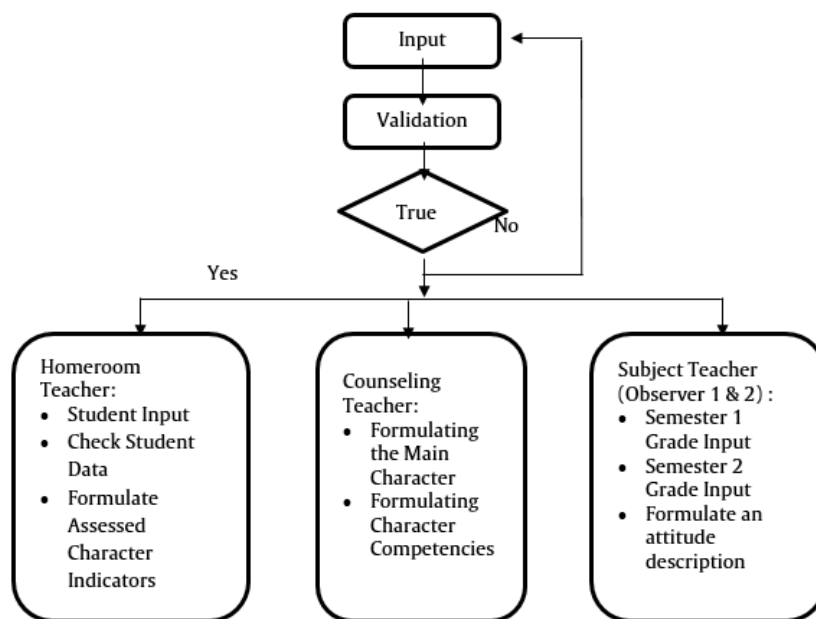 Input
Validation
True
No
Yes
Homeroom
Teacher:
• Student Input
• Check Student
Data
• Formulate
Assessed
Character
Indicators
Counseling
Teacher:
• Formulating
the Main
Character
• Formulating
Character
Competencies
Subject Teacher
(Observer 1 & 2) :
• Semester 1
Grade Input
• Semester 2
Grade Input
• Formulate an
attitude
description